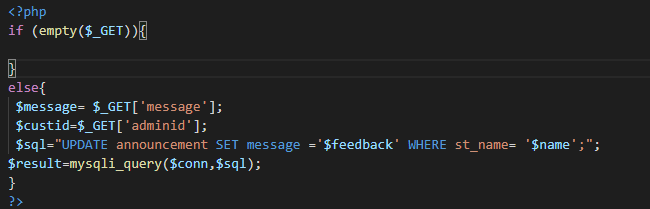 <?php
if (empty($_GET)){
}
else{
$message= $_GET['message'];
$custid=$_GET['adminid'];
$sql="UPDATE announcement SET message ='$feedback' WHERE st_name= '$name';";
$result=mysqli_query($conn,$sql);
}
?>